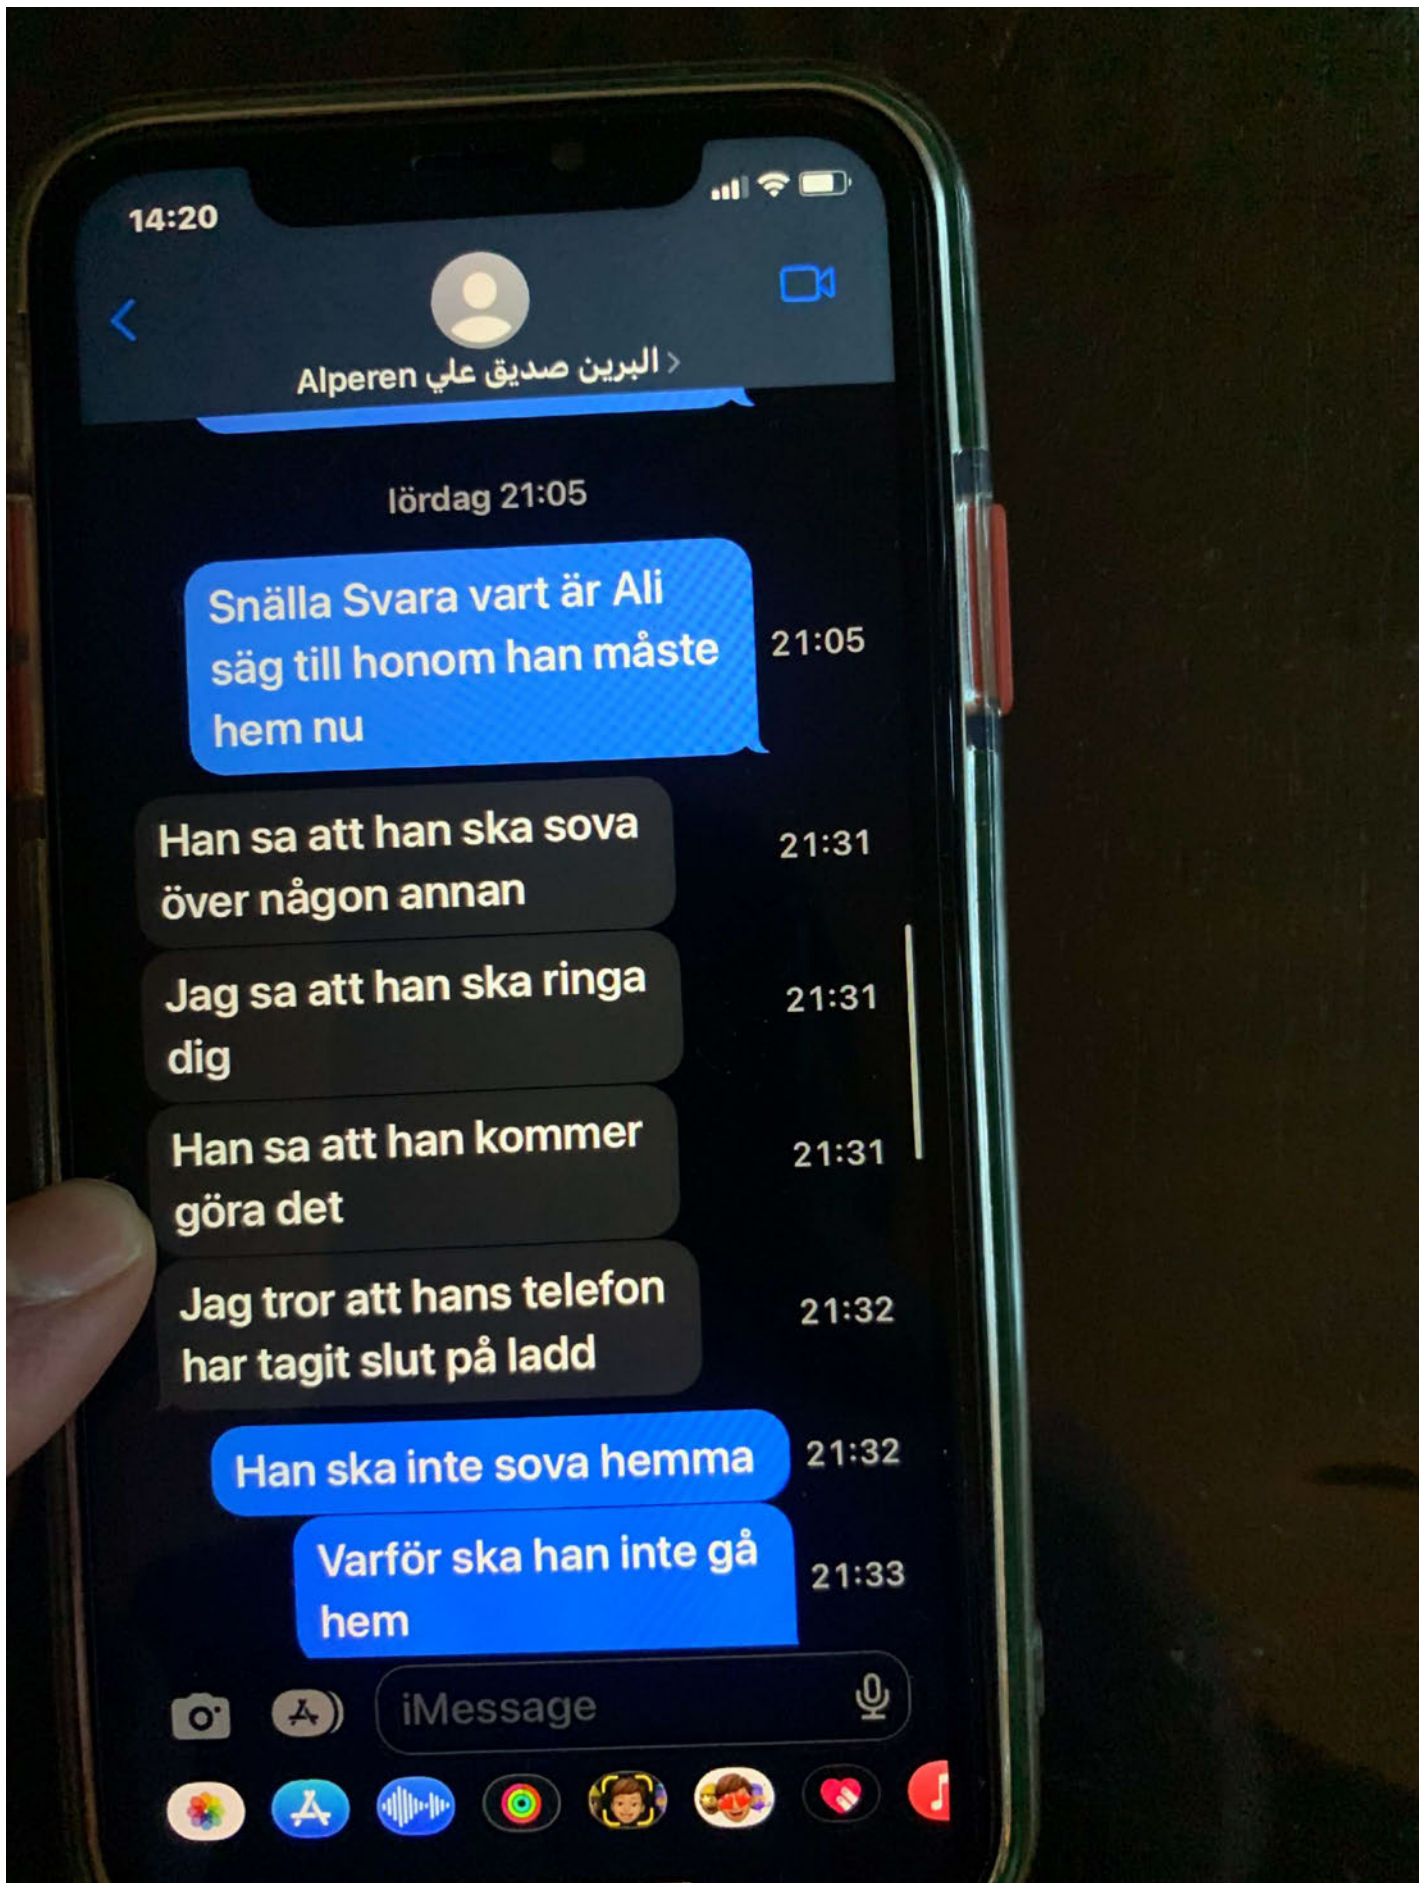 14:20
Alperen البرين صديق علي
lördag 21:05
Snälla Svara vart är Ali
säg till honom han måste
hem nu
21:05
Han sa att han ska sova
över någon annan
21:31
Jag sa att han ska ringa
dig
21:31
Han sa att han kommer
göra det
21:31
Jag tror att hans telefon
har tagit slut på ladd
21:32
Han ska inte sova hemma
21:32
Varför ska han inte gå
hem
21:33
iMessage